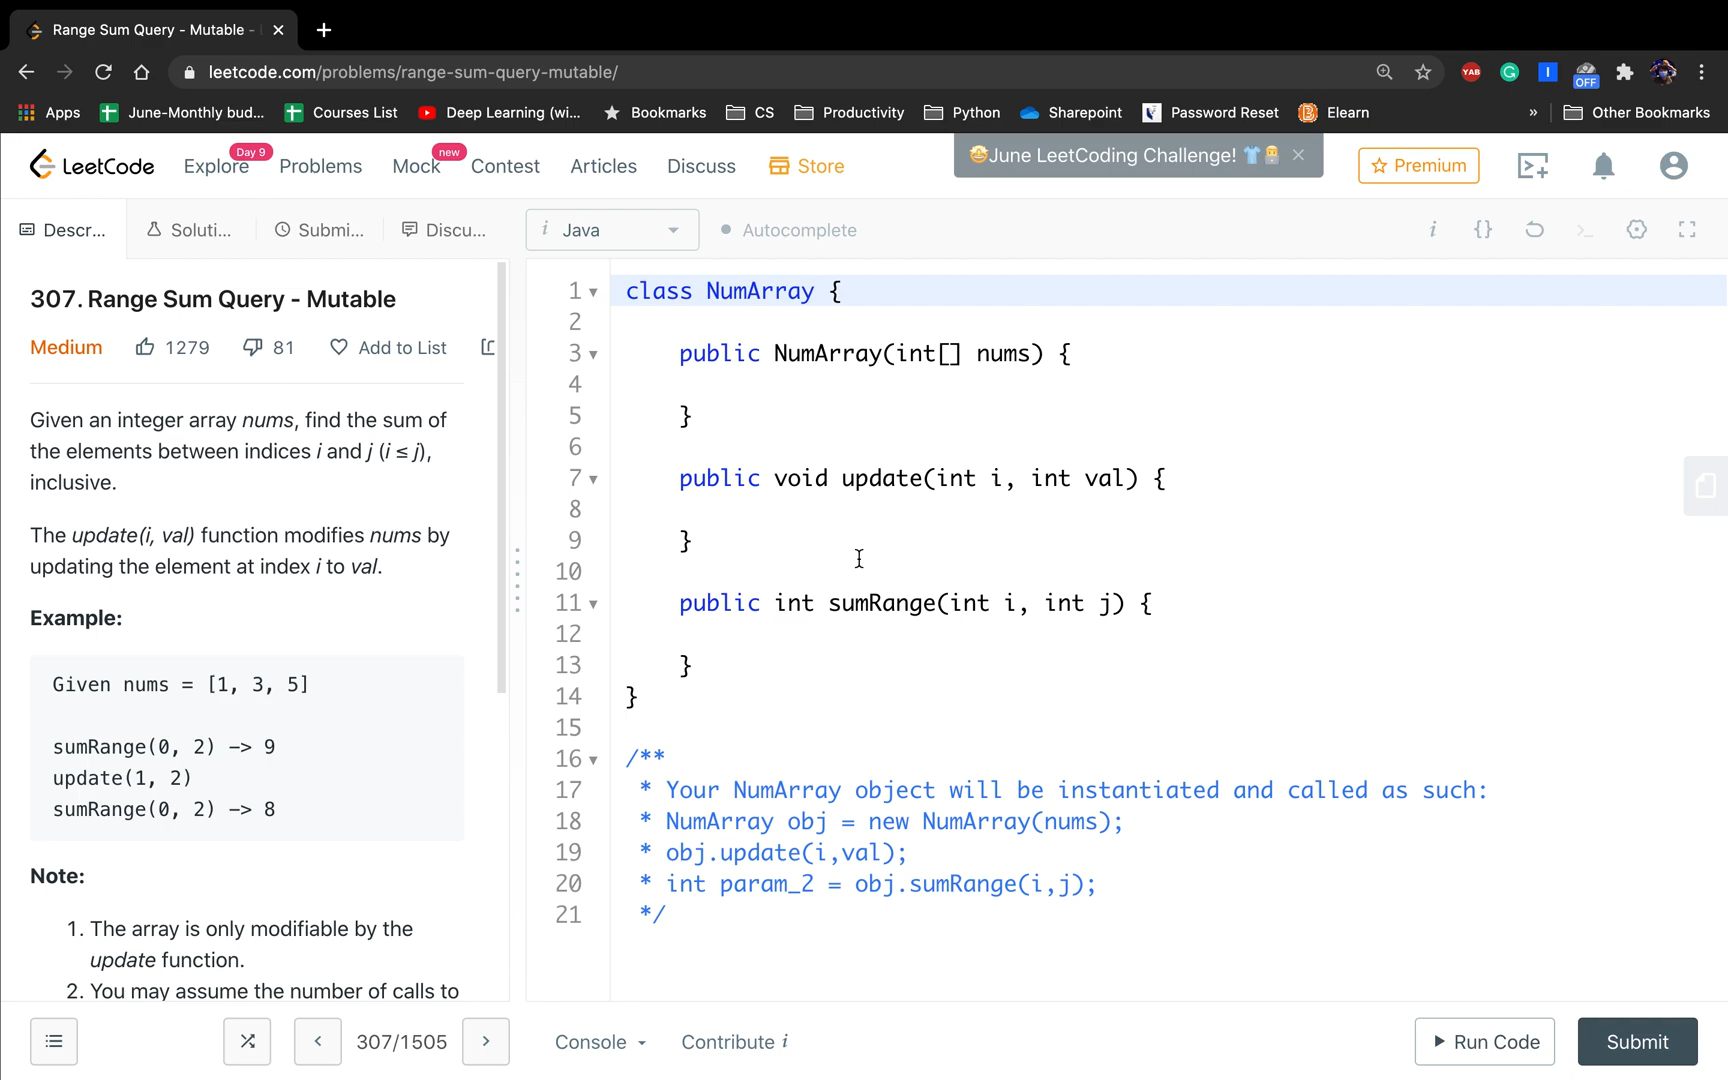 Range Sum Query - Mutable -
leetcode.com/problems/range-sum-query-mutable/
YAB
OFF
Apps
June-Monthly bud...
Courses List
Deep Learning (wi...
Bookmarks
CS
Productivity
Python
Sharepoint
Password Reset
Elearn
»
Other Bookmarks
LeetCode
Explore
Day 9
Problems
Mock
new
Contest
Articles
Discuss
Store
June LeetCoding Challenge!
Premium
Descr...
Soluti...
Submi...
Discu...
i Java
Autocomplete
i {}
307. Range Sum Query - Mutable
Medium
1279
81
Add to List
Given an integer array nums, find the sum of
the elements between indices i and j (i ≤ j),
inclusive.
The update(i, val) function modifies nums by
updating the element at index i to val.
Example:
Given nums = [1, 3, 5]
sumRange(0, 2) -> 9
update(1, 2)
sumRange(0, 2) -> 8
Note:
1. The array is only modifiable by the
update function.
2. You may assume the number of calls to
1 class NumArray {
2
3 public NumArray(int[] nums) {
4
5 }
6
7 public void update(int i, int val) {
8
9 }
10
11 public int sumRange(int i, int j) {
12
13 }
14 }
15
16 /**
17 * Your NumArray object will be instantiated and called as such:
18 * NumArray obj = new NumArray(nums);
19 * obj.update(i,val);
20 * int param_2 = obj.sumRange(i,j);
21 */
307/1505
Console
Contribute i
Run Code
Submit